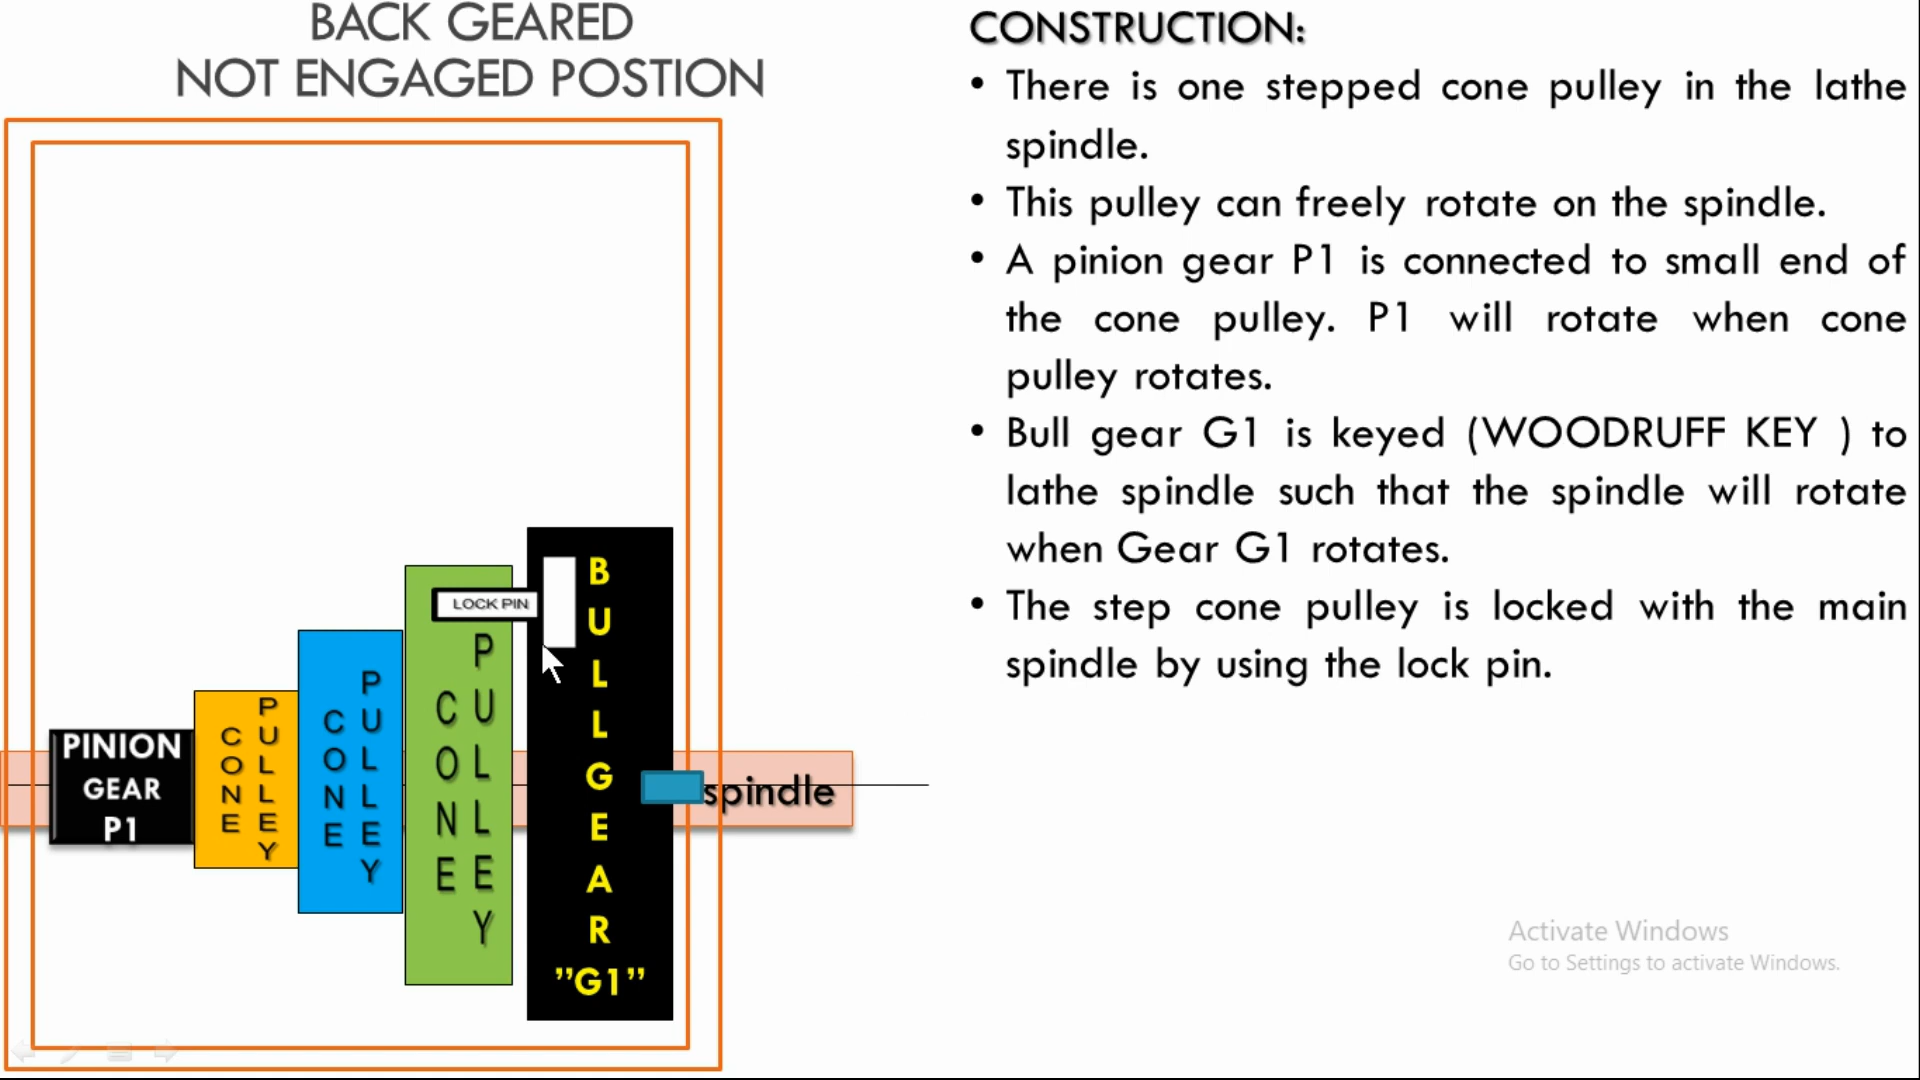 BACK GEARED
NOT ENGAGED POSTION
CONSTRUCTION:
• There is one stepped cone pulley in the lathe
spindle.
• This pulley can freely rotate on the spindle.
• A pinion gear P1 is connected to small end of
the cone pulley. P1 will rotate when cone
pulley rotates.
• Bull gear G1 is keyed (WOODRUFF KEY ) to
lathe spindle such that the spindle will rotate
when Gear G1 rotates.
• The step cone pulley is locked with the main
spindle by using the lock pin.
PINION
GEAR
P1
CONE
PULLEY
CONE
PULLEY
CONE
PULLEY
LOCK PIN
BULL GEAR
”G1”
spindle
Activate Windows
Go to Settings to activate Windows.